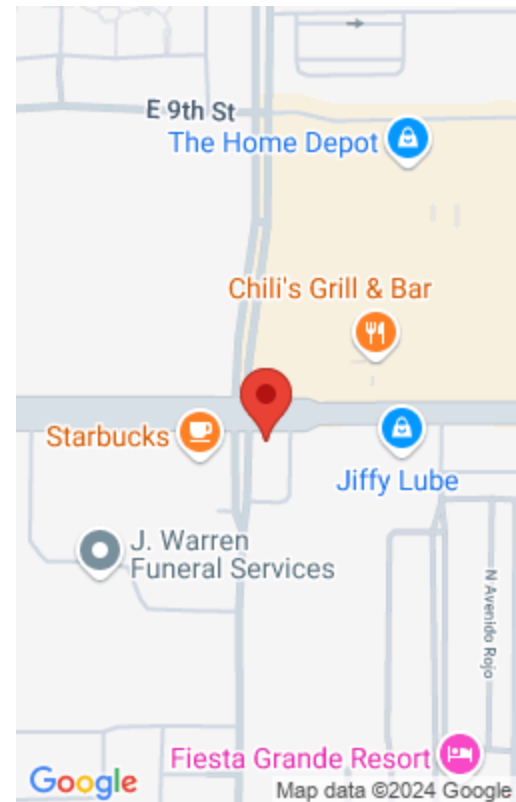 E 9th St
The Home Depot
Chili's Grill & Bar
Starbucks
Jiffy Lube
J. Warren
Funeral Services
N Avenido Rojo
Fiesta Grande Resort
Google
Map data ©2024 Google